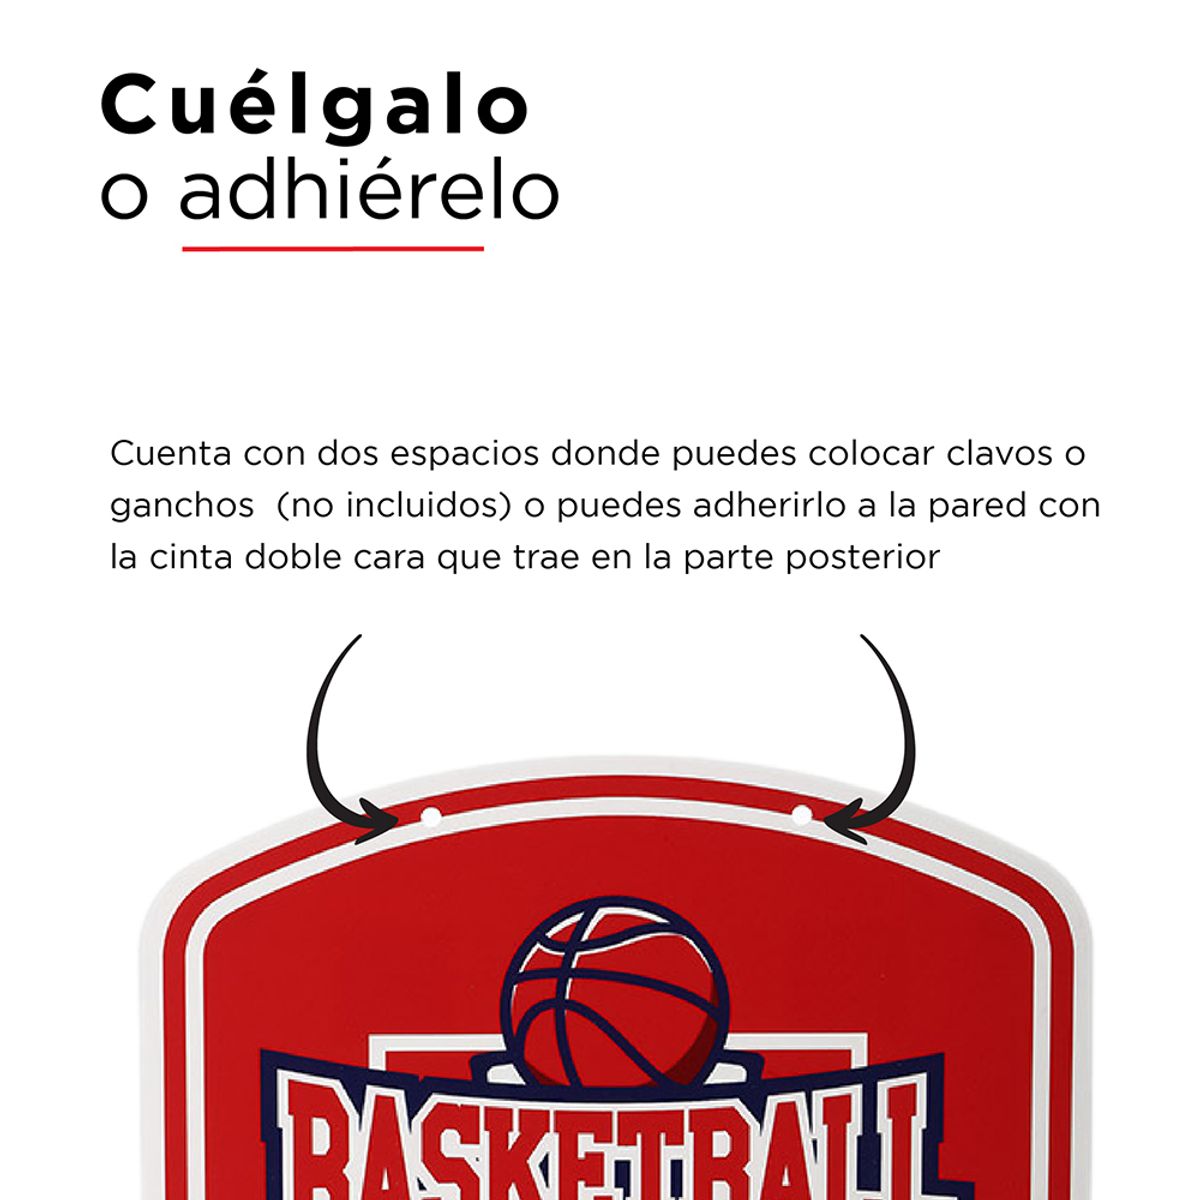 Cuélgalo
o adhiérelo
Cuenta con dos espacios donde puedes colocar clavos o
ganchos (no incluidos) o puedes adherirlo a la pared con
la cinta doble cara que trae en la parte posterior
BASKETBALL